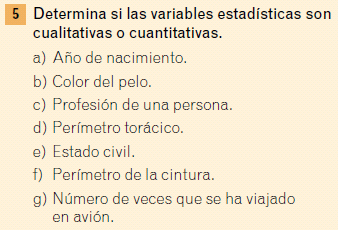 5 Determina si las variables estadísticas son
cualitativas o cuantitativas.
a) Año de nacimiento.
b) Color del pelo.
c) Profesión de una persona.
d) Perímetro torácico.
e) Estado civil.
f) Perímetro de la cintura.
g) Número de veces que se ha viajado
en avión.